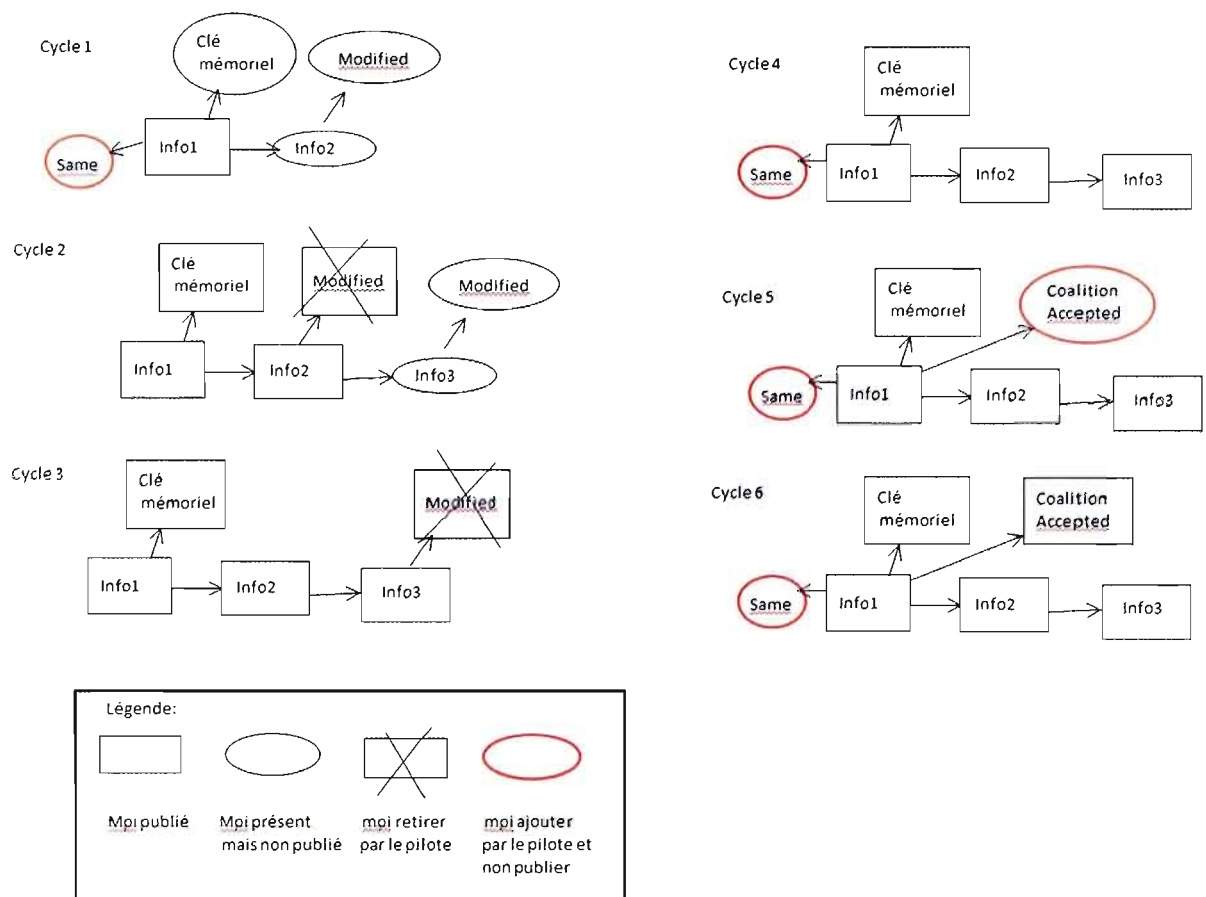 Cycle 1
Clé
mémoriel
Modified
Same
Info1
Info2
Cycle 2
Clé
mémoriel
Modified
Modified
Info1
Info2
Info3
Cycle 3
Clé
mémoriel
Modified
Info1
Info2
Info3
Cycle 4
Clé
mémoriel
Same
Info1
Info2
Info3
Cycle 5
Clé
mémoriel
Coalition
Accepted
Same
Info1
Info2
Info3
Cycle 6
Clé
mémoriel
Coalition
Accepted
Same
Info1
Info2
Info3
Légende:
Mpi publié
Mpi présent
mais non publié
mpi retirer
par le pilote
mpi ajouter
par le pilote et
non publier